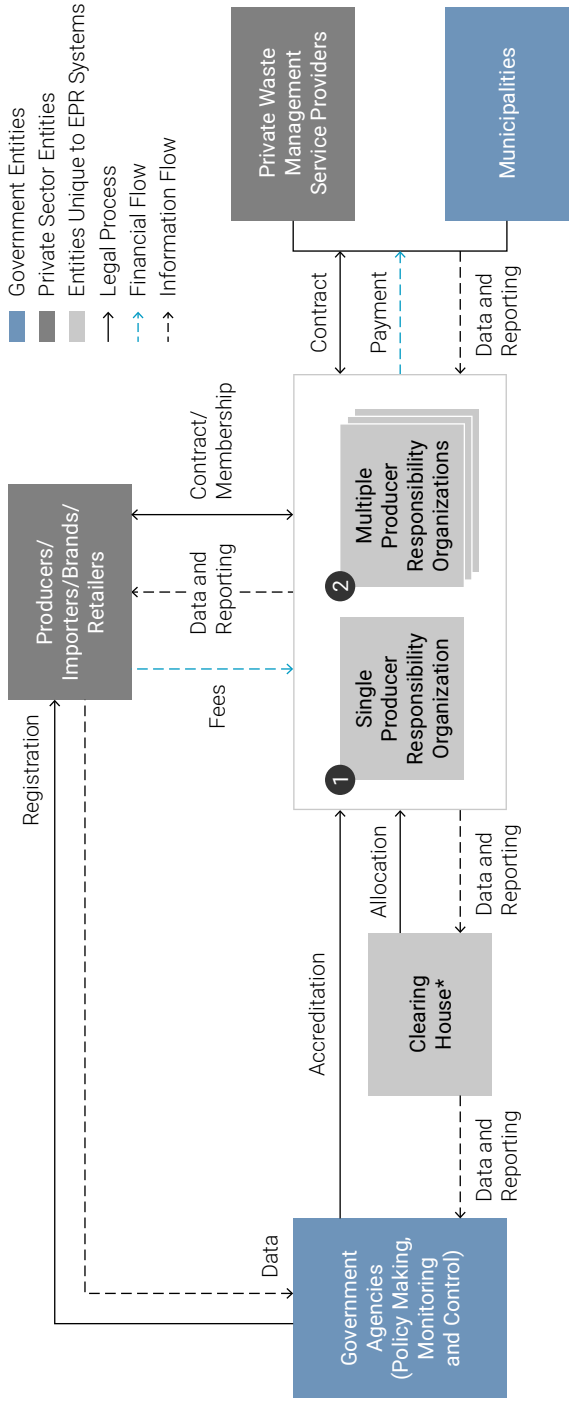 Government Entities
Private Sector Entities
Entities Unique to EPR Systems
Legal Process
Financial Flow
Information Flow
Producers/
Importers/Brands/
Retailers
Registration
Data
Fees
Data and
Reporting
Contract/
Membership
Government
Agencies
(Policy Making,
Monitoring
and Control)
Accreditation
Data and
Reporting
Clearing
House*
Allocation
Data and
Reporting
1
Single
Producer
Responsibility
Organization
2
Multiple
Producer
Responsibility
Organizations
Contract
Payment
Data and
Reporting
Private Waste
Management
Service Providers
Municipalities